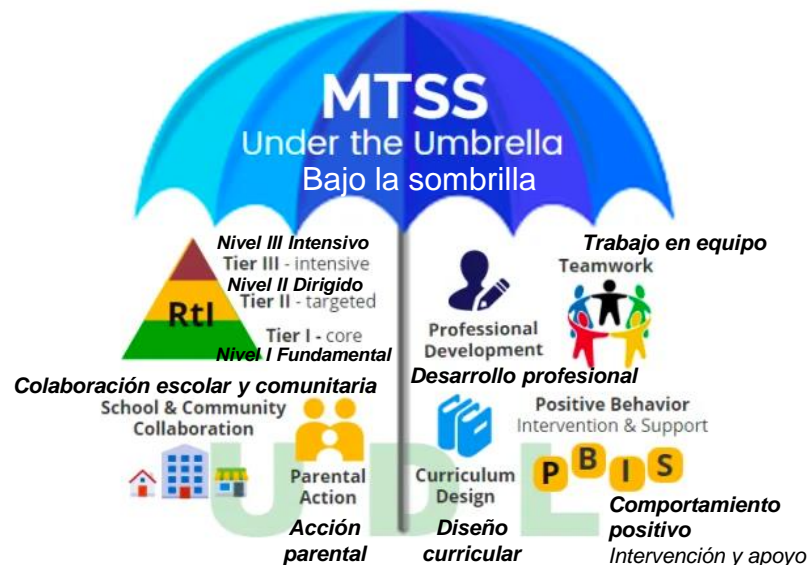 MTSS
Under the Umbrella
Bajo la sombrilla
Nivel III Intensivo
Tier III - intensive
Nivel II Dirigido
Tier II - targeted
RtI
Tier I - core
Nivel I Fundamental
Professional
Development
Desarrollo profesional
Trabajo en equipo
Teamwork
Colaboración escolar y comunitaria
School & Community
Collaboration
Parental
Action
Acción
parental
Curriculum
Design
Diseño
curricular
Positive Behavior
Intervention & Support
PBIS
Comportamiento
positivo
Intervención y apoyo
UDL